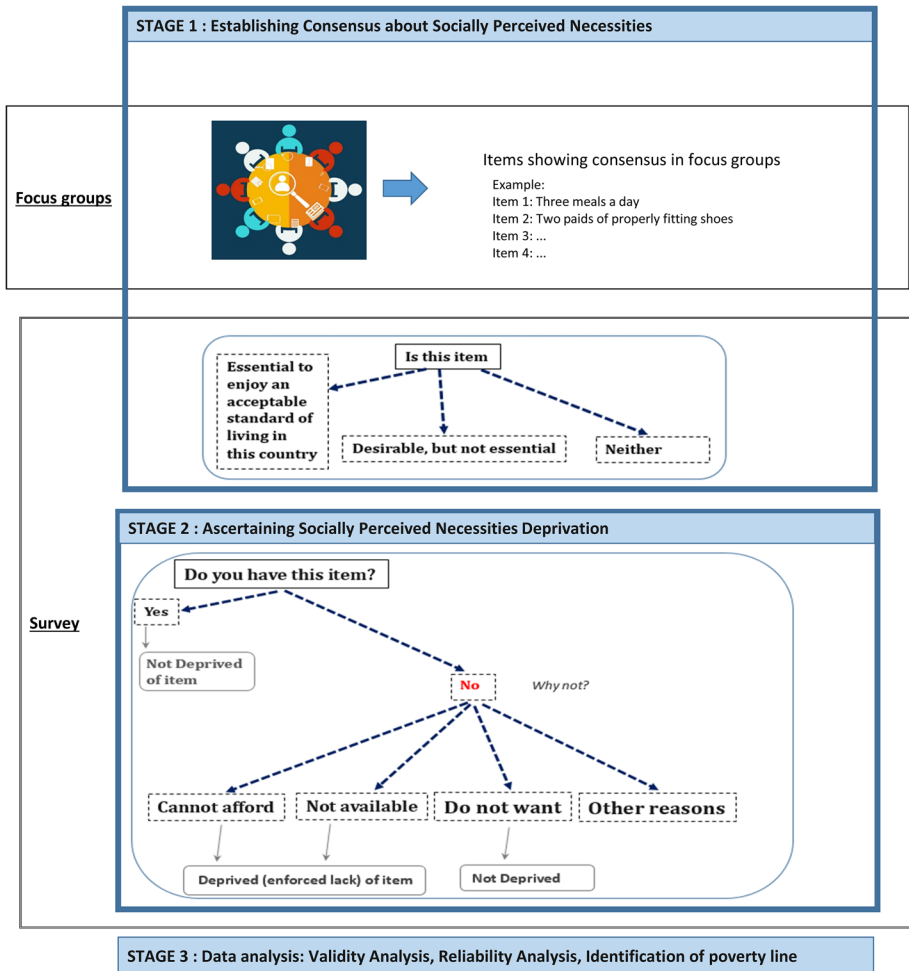 STAGE 1 : Establishing Consensus about Socially Perceived Necessities
Focus groups
Items showing consensus in focus groups
Example:
Item 1: Three meals a day
Item 2: Two paids of properly fitting shoes
Item 3: ...
Item 4: ...
Survey
Is this item
Essential to
enjoy an
acceptable
standard of
living in
this country
Desirable, but not essential
Neither
STAGE 2 : Ascertaining Socially Perceived Necessities Deprivation
Do you have this item?
Yes
Not Deprived
of item
No
Why not?
Cannot afford
Not available
Do not want
Other reasons
Deprived (enforced lack) of item
Not Deprived
STAGE 3 : Data analysis: Validity Analysis, Reliability Analysis, Identification of poverty line